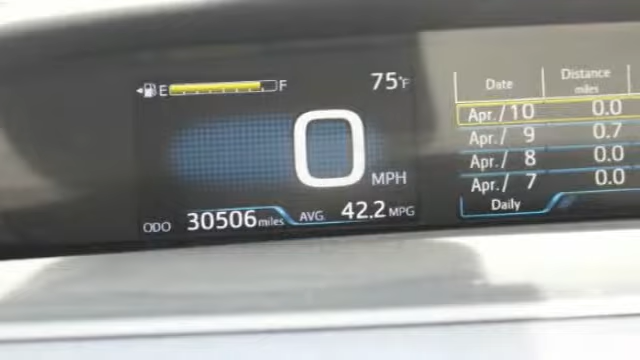 E F 75°F
0 MPH
ODO 30506 miles AVG. 42.2 MPG
Date Distance
miles
Apr./10 0.0
Apr./ 9 0.7
Apr./ 8 0.0
Apr./ 7 0.0
Daily